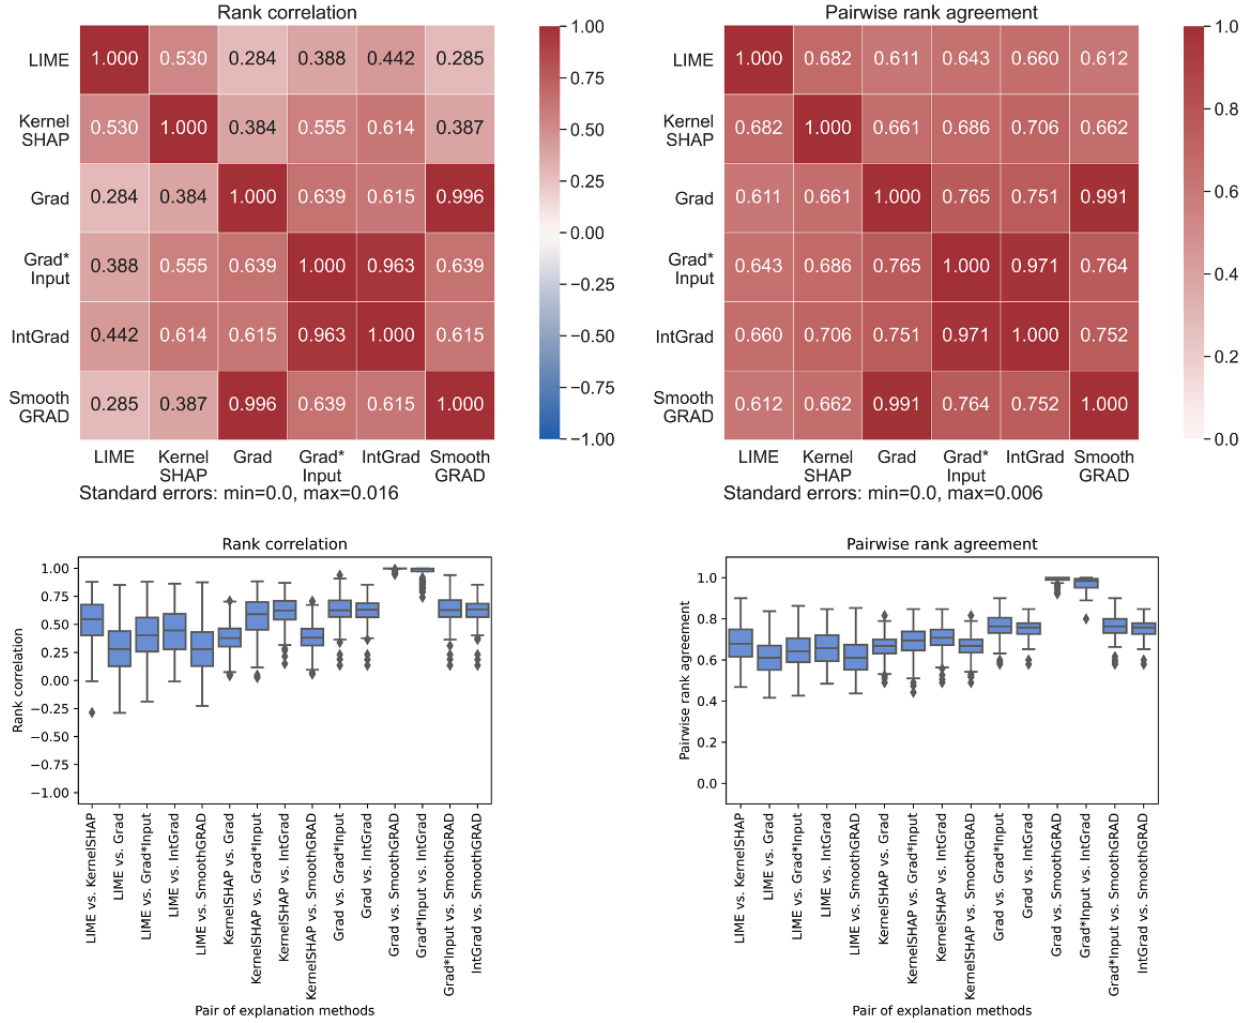 Rank correlation
LIME 1.000 0.530 0.284 0.388 0.442 0.285
Kernel
SHAP 0.530 1.000 0.384 0.555 0.614 0.387
Grad 0.284 0.384 1.000 0.639 0.615 0.996
Grad*
Input 0.388 0.555 0.639 1.000 0.963 0.639
IntGrad 0.442 0.614 0.615 0.963 1.000 0.615
Smooth
GRAD 0.285 0.387 0.996 0.639 0.615 1.000
LIME Kernel Grad Grad* IntGrad Smooth
SHAP Input GRAD
Standard errors: min=0.0, max=0.016
1.00
0.75
0.50
0.25
0.00
−0.25
−0.50
−0.75
−1.00
Pairwise rank agreement
LIME 1.000 0.682 0.611 0.643 0.660 0.612
Kernel
SHAP 0.682 1.000 0.661 0.686 0.706 0.662
Grad 0.611 0.661 1.000 0.765 0.751 0.991
Grad*
Input 0.643 0.686 0.765 1.000 0.971 0.764
IntGrad 0.660 0.706 0.751 0.971 1.000 0.752
Smooth
GRAD 0.612 0.662 0.991 0.764 0.752 1.000
LIME Kernel Grad Grad* IntGrad Smooth
SHAP Input GRAD
Standard errors: min=0.0, max=0.006
1.0
0.8
0.6
0.4
0.2
0.0
Rank correlation
Rank correlation
1.00
0.75
0.50
0.25
0.00
−0.25
−0.50
−0.75
−1.00
LIME vs. KernelSHAP
LIME vs. Grad
LIME vs. Grad*Input
LIME vs. IntGrad
LIME vs. SmoothGRAD
KernelSHAP vs. Grad
KernelSHAP vs. Grad*Input
KernelSHAP vs. IntGrad
KernelSHAP vs. SmoothGRAD
Grad vs. Grad*Input
Grad vs. IntGrad
Grad vs. SmoothGRAD
Grad*Input vs. IntGrad
Grad*Input vs. SmoothGRAD
IntGrad vs. SmoothGRAD
Pair of explanation methods
Pairwise rank agreement
Pairwise rank agreement
1.0
0.8
0.6
0.4
0.2
0.0
LIME vs. KernelSHAP
LIME vs. Grad
LIME vs. Grad*Input
LIME vs. IntGrad
LIME vs. SmoothGRAD
KernelSHAP vs. Grad
KernelSHAP vs. Grad*Input
KernelSHAP vs. IntGrad
KernelSHAP vs. SmoothGRAD
Grad vs. Grad*Input
Grad vs. IntGrad
Grad vs. SmoothGRAD
Grad*Input vs. IntGrad
Grad*Input vs. SmoothGRAD
IntGrad vs. SmoothGRAD
Pair of explanation methods